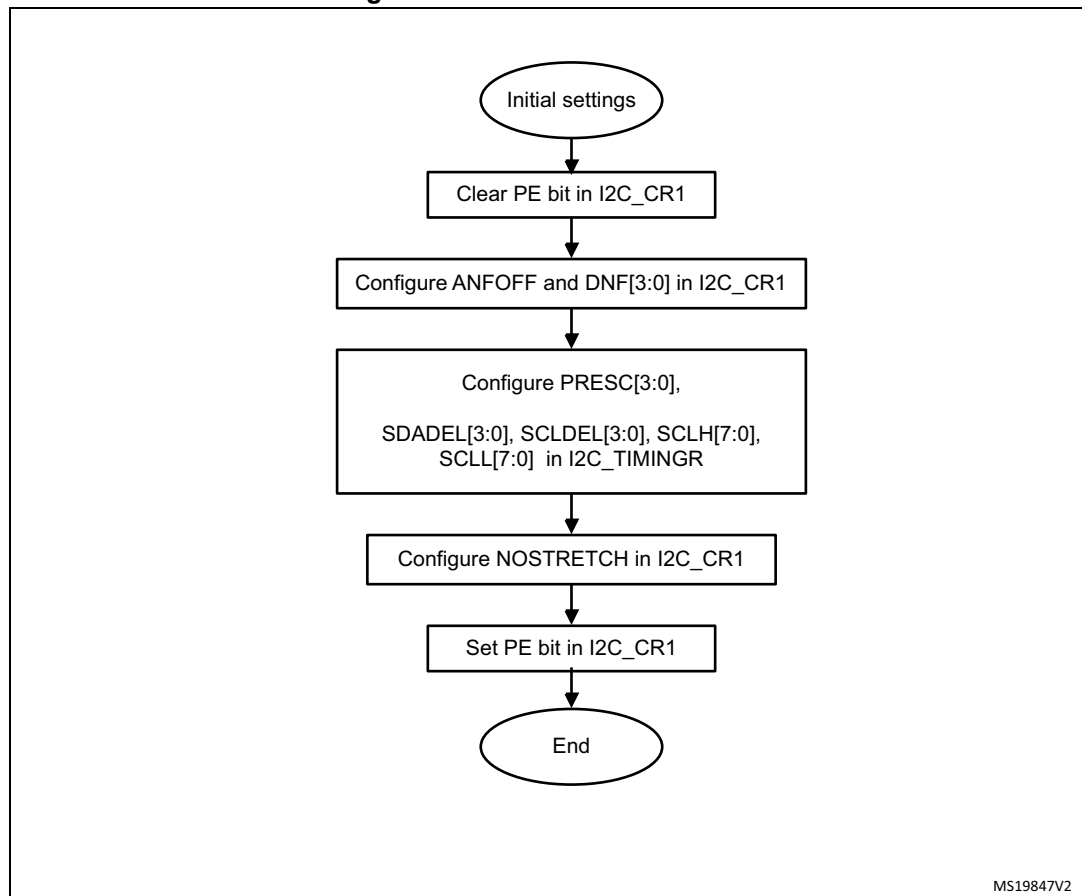 Initial settings
Clear PE bit in I2C_CR1
Configure ANFOFF and DNF[3:0] in I2C_CR1
Configure PRESC[3:0],
SDADEL[3:0], SCLDEL[3:0], SCLH[7:0],
SCLL[7:0] in I2C_TIMINGR
Configure NOSTRETCH in I2C_CR1
Set PE bit in I2C_CR1
End
MS19847V2